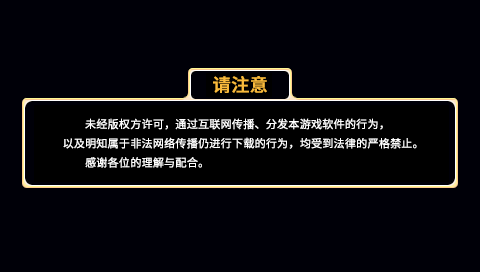 请注意
未经版权方许可，通过互联网传播、分发本游戏软件的行为，
以及明知属于非法网络传播仍进行下载的行为，均受到法律的严格禁止。
感谢各位的理解与配合。